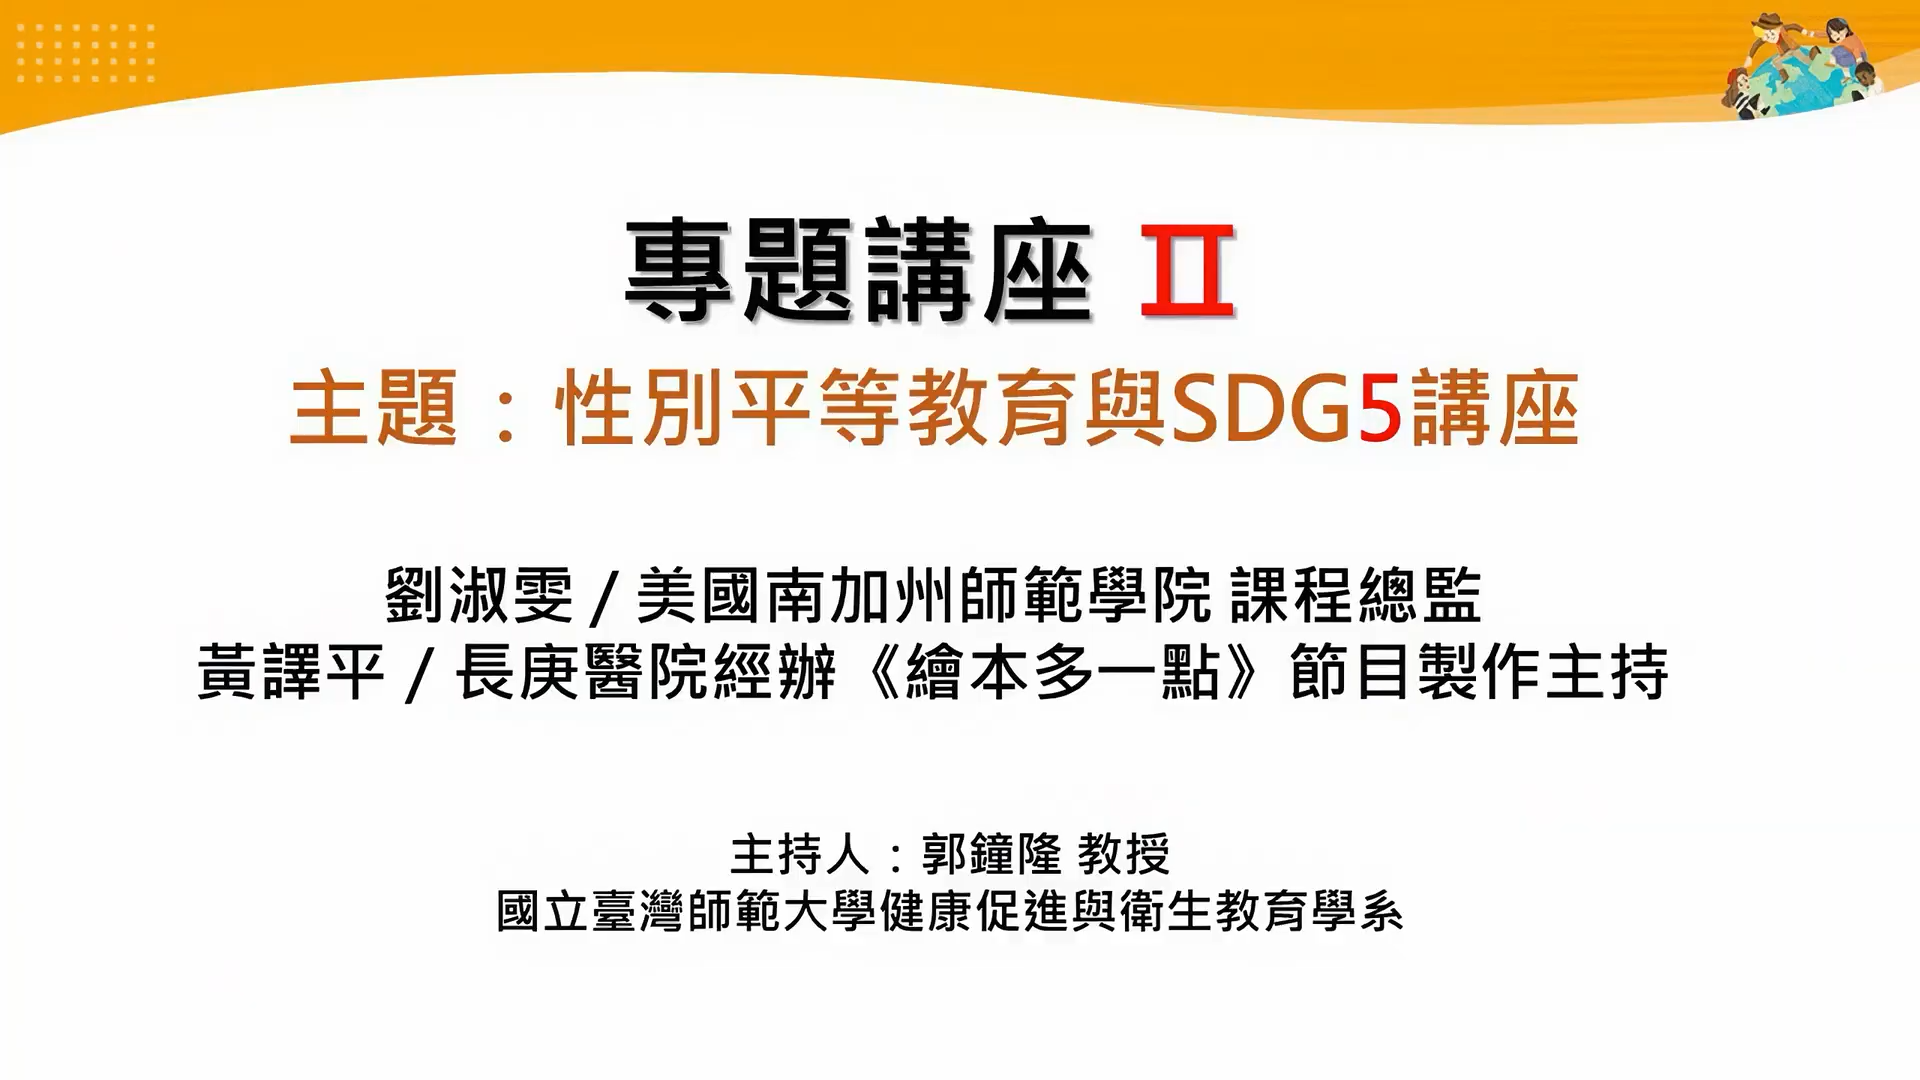 專題講座 II
主題：性別平等教育與SDG5講座
劉淑雯 / 美國南加州師範學院 課程總監
黃譯平 / 長庚醫院經辦《繪本多一點》節目製作主持
主持人：郭鐘隆 教授
國立臺灣師範大學健康促進與衛生教育學系